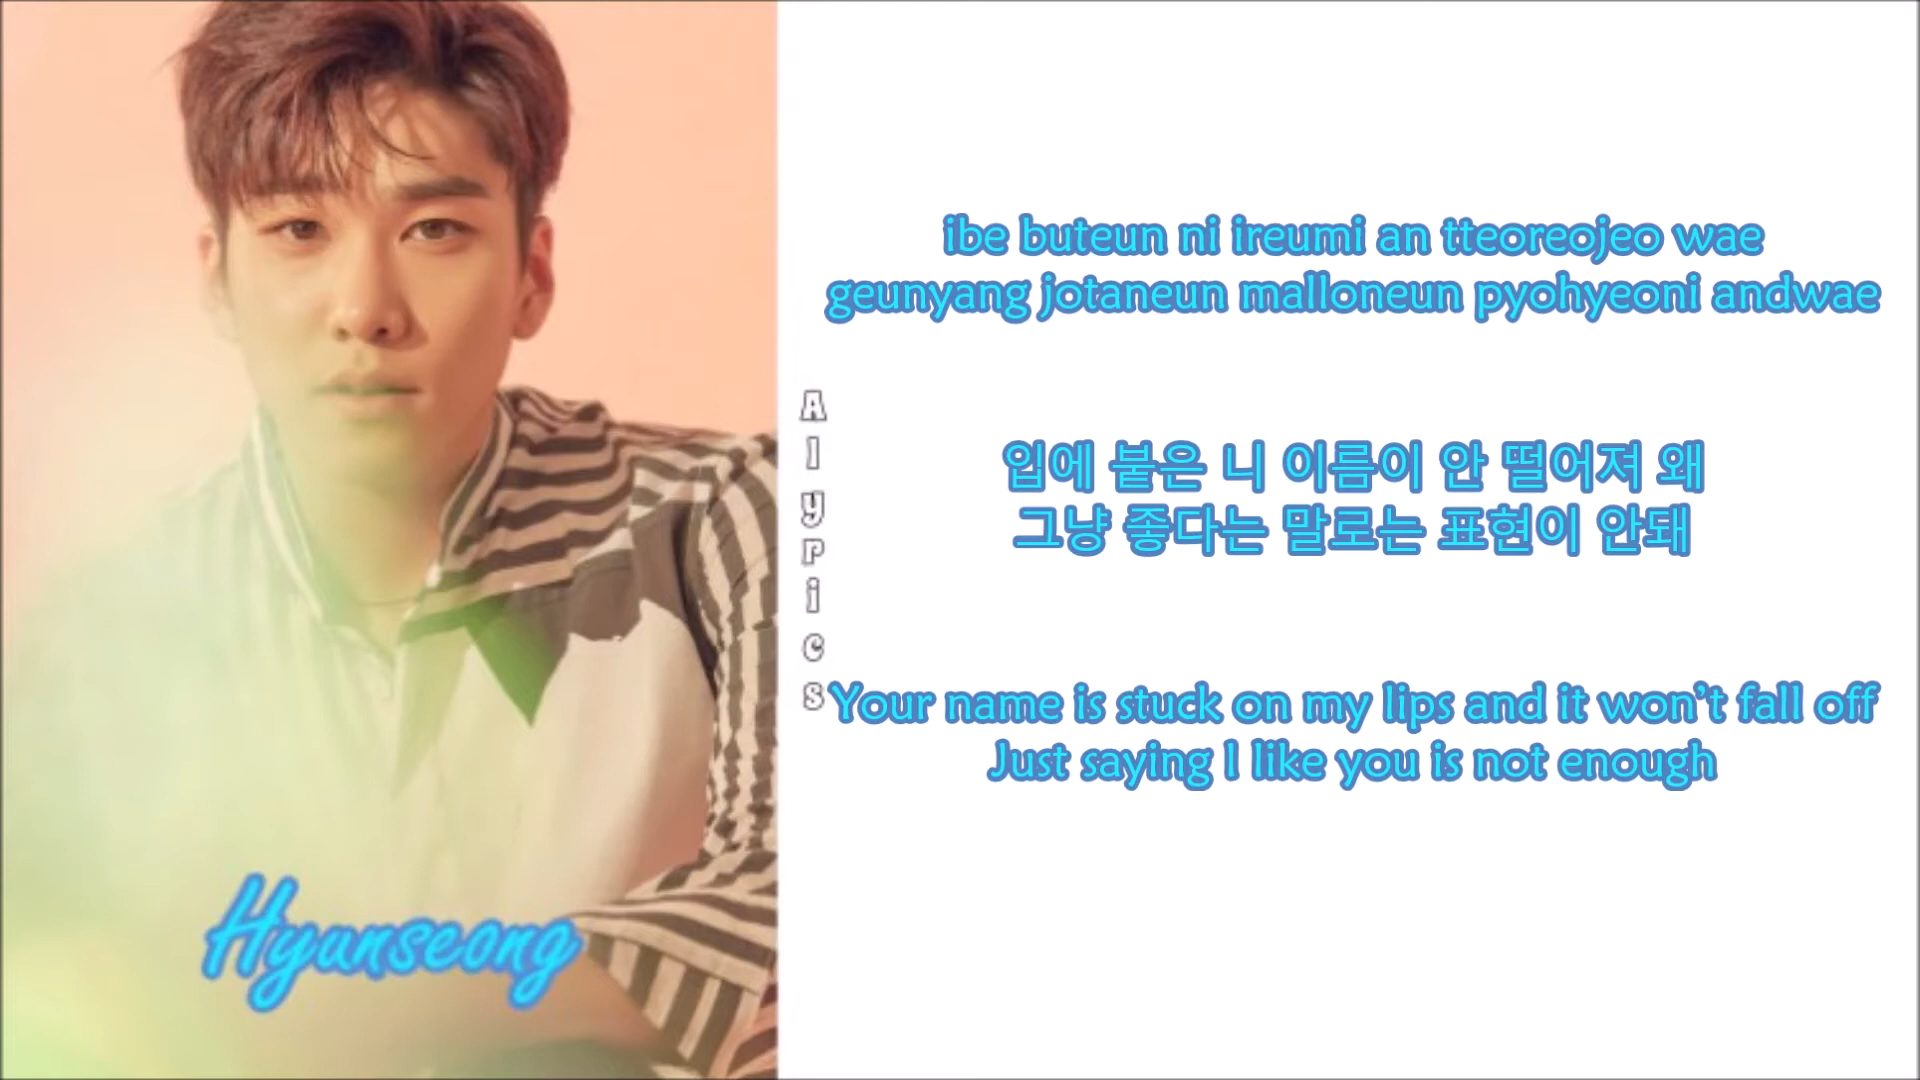 ibe buteun ni ireumi an tteoreojeo wae
geunyang jotaneun malloneun pyohyeoni andwae
입에 붙은 니 이름이 안 떨어져 왜
그냥 좋다는 말로는 표현이 안돼
Your name is stuck on my lips and it won't fall off
Just saying I like you is not enough
Alyrics
Hyunseong